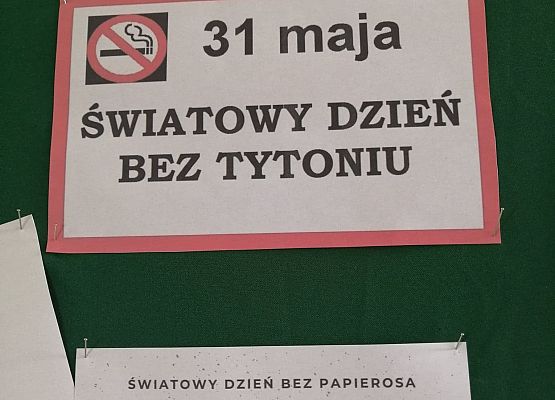 31 maja
ŚWIATOWY DZIEŃ
BEZ TYTONIU
ŚWIATOWY DZIEŃ BEZ PAPIEROSA